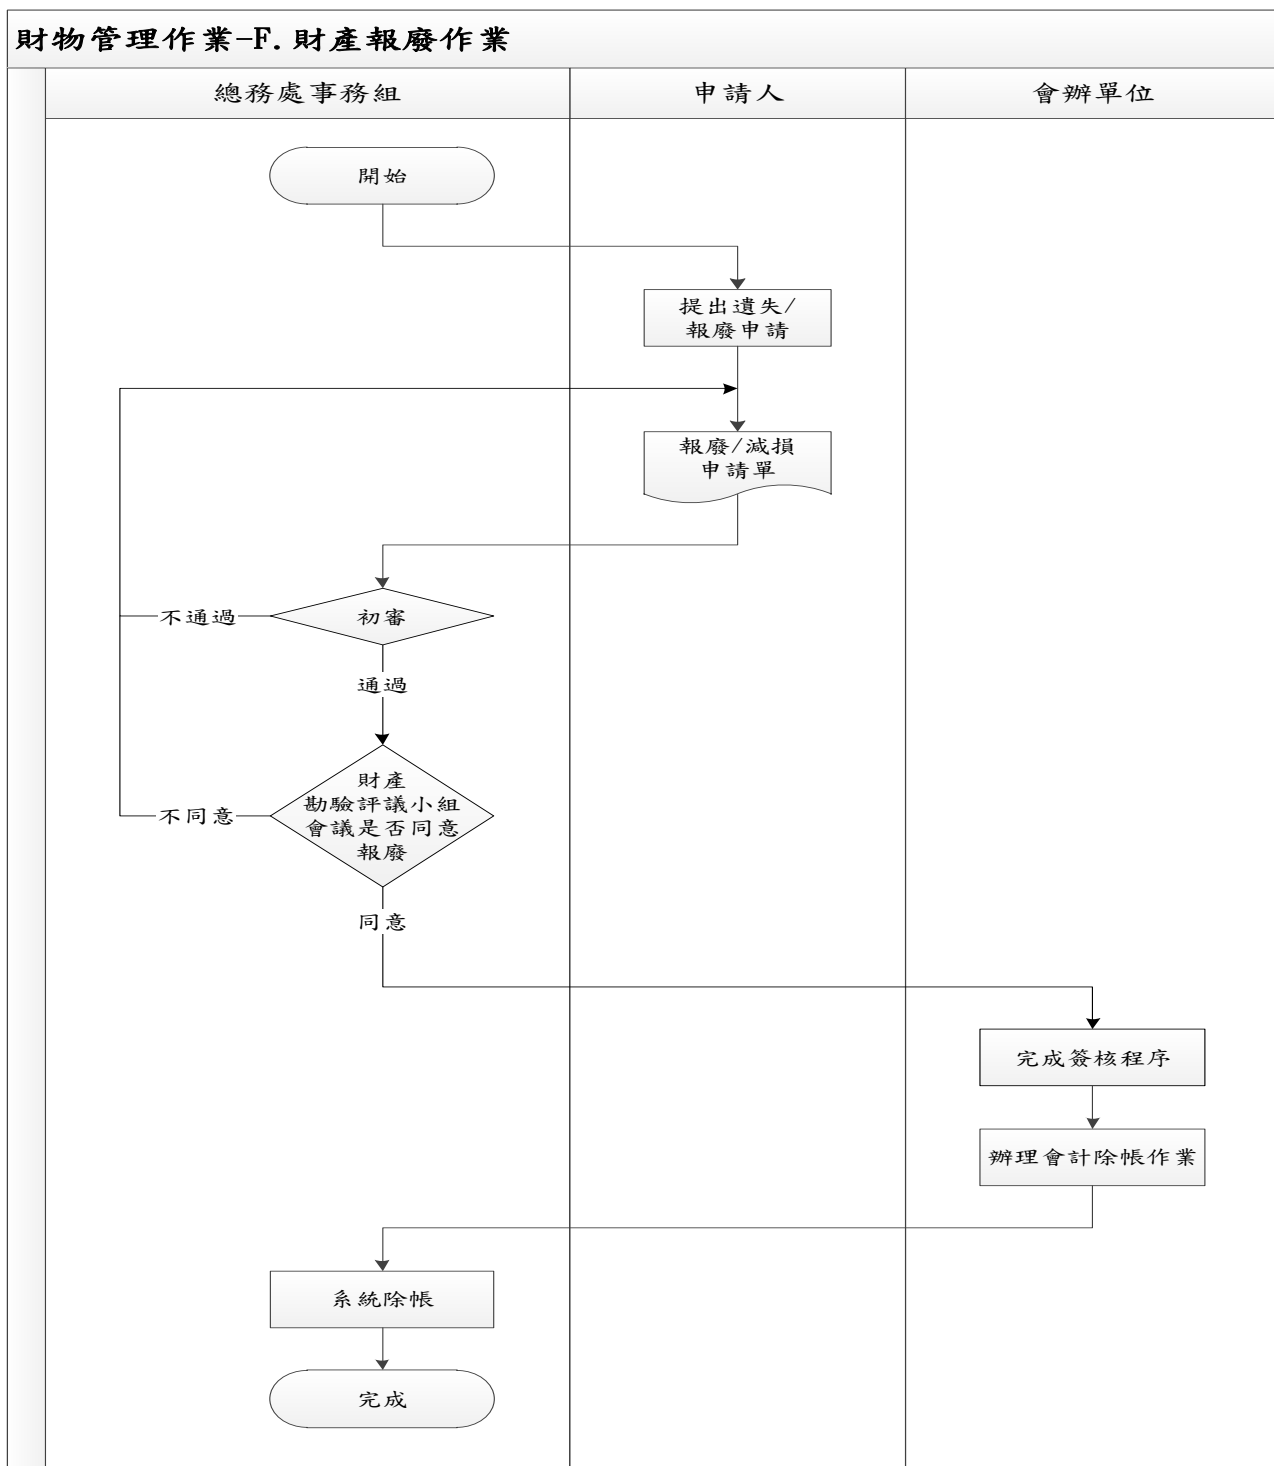 財物管理作業-F.財產報廢作業
總務處事務組
申請人
會辦單位
開始
提出遺失/
報廢申請
報廢/減損
申請單
初審
不通過
通過
財產
勘驗評議小組
會議是否同意
報廢
不同意
同意
完成簽核程序
辦理會計除帳作業
系統除帳
完成